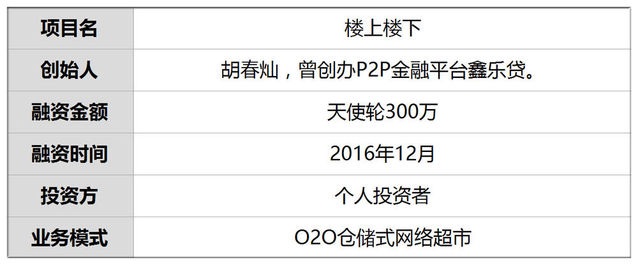 项目名 楼上楼下
创始人 胡春灿，曾创办P2P金融平台鑫乐贷。
融资金额 天使轮300万
融资时间 2016年12月
投资方 个人投资者
业务模式 O2O仓储式网络超市